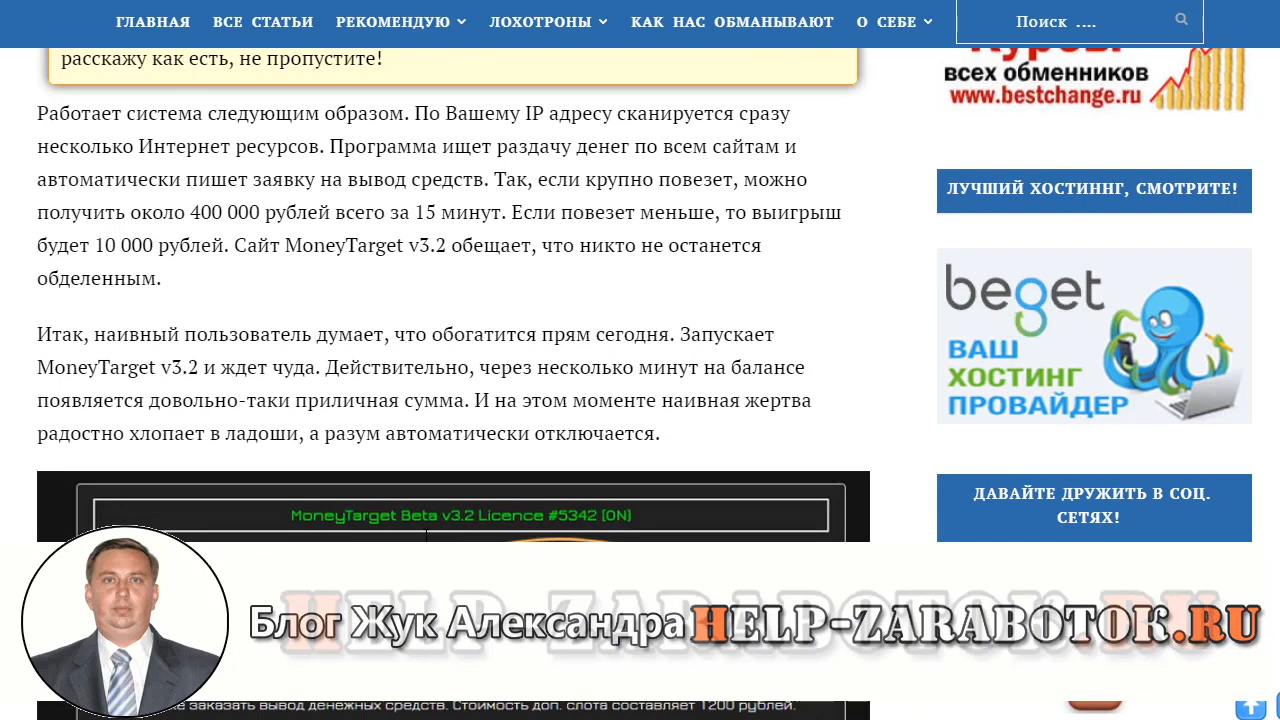 ГЛАВНАЯ ВСЕ СТАТЬИ РЕКОМЕНДУЮ ЛОХОТРОНЫ КАК НАС ОБМАНЫВАЮТ О СЕБЕ Поиск ....
расскажу как есть, не пропустите!
Работает система следующим образом. По Вашему IP адресу сканируется сразу
несколько Интернет ресурсов. Программа ищет раздачу денег по всем сайтам и
автоматически пишет заявку на вывод средств. Так, если крупно повезет, можно
получить около 400 000 рублей всего за 15 минут. Если повезет меньше, то выигрыш
будет 10 000 рублей. Сайт MoneyTarget v3.2 обещает, что никто не останется
обделенным.
Итак, наивный пользователь думает, что обогатится прям сегодня. Запускает
MoneyTarget v3.2 и ждет чуда. Действительно, через несколько минут на балансе
появляется довольно-таки приличная сумма. И на этом моменте наивная жертва
радостно хлопает в ладоши, а разум автоматически отключается.
MoneyTarget Beta v3.2 Licence #5342 [ON]
заказать вывод денежных средств. Стоимость доп. слота составляет 1200 рублей.
всех обменников
www.bestchange.ru
ЛУЧШИЙ ХОСТИННГ, СМОТРИТЕ!
beget
ВАШ
ХОСТИНГ
ПРОВАЙДЕР
ДАВАЙТЕ ДРУЖИТЬ В СОЦ.
СЕТЯХ!
Блог Жук Александра HELP-ZARABOTOK.RU